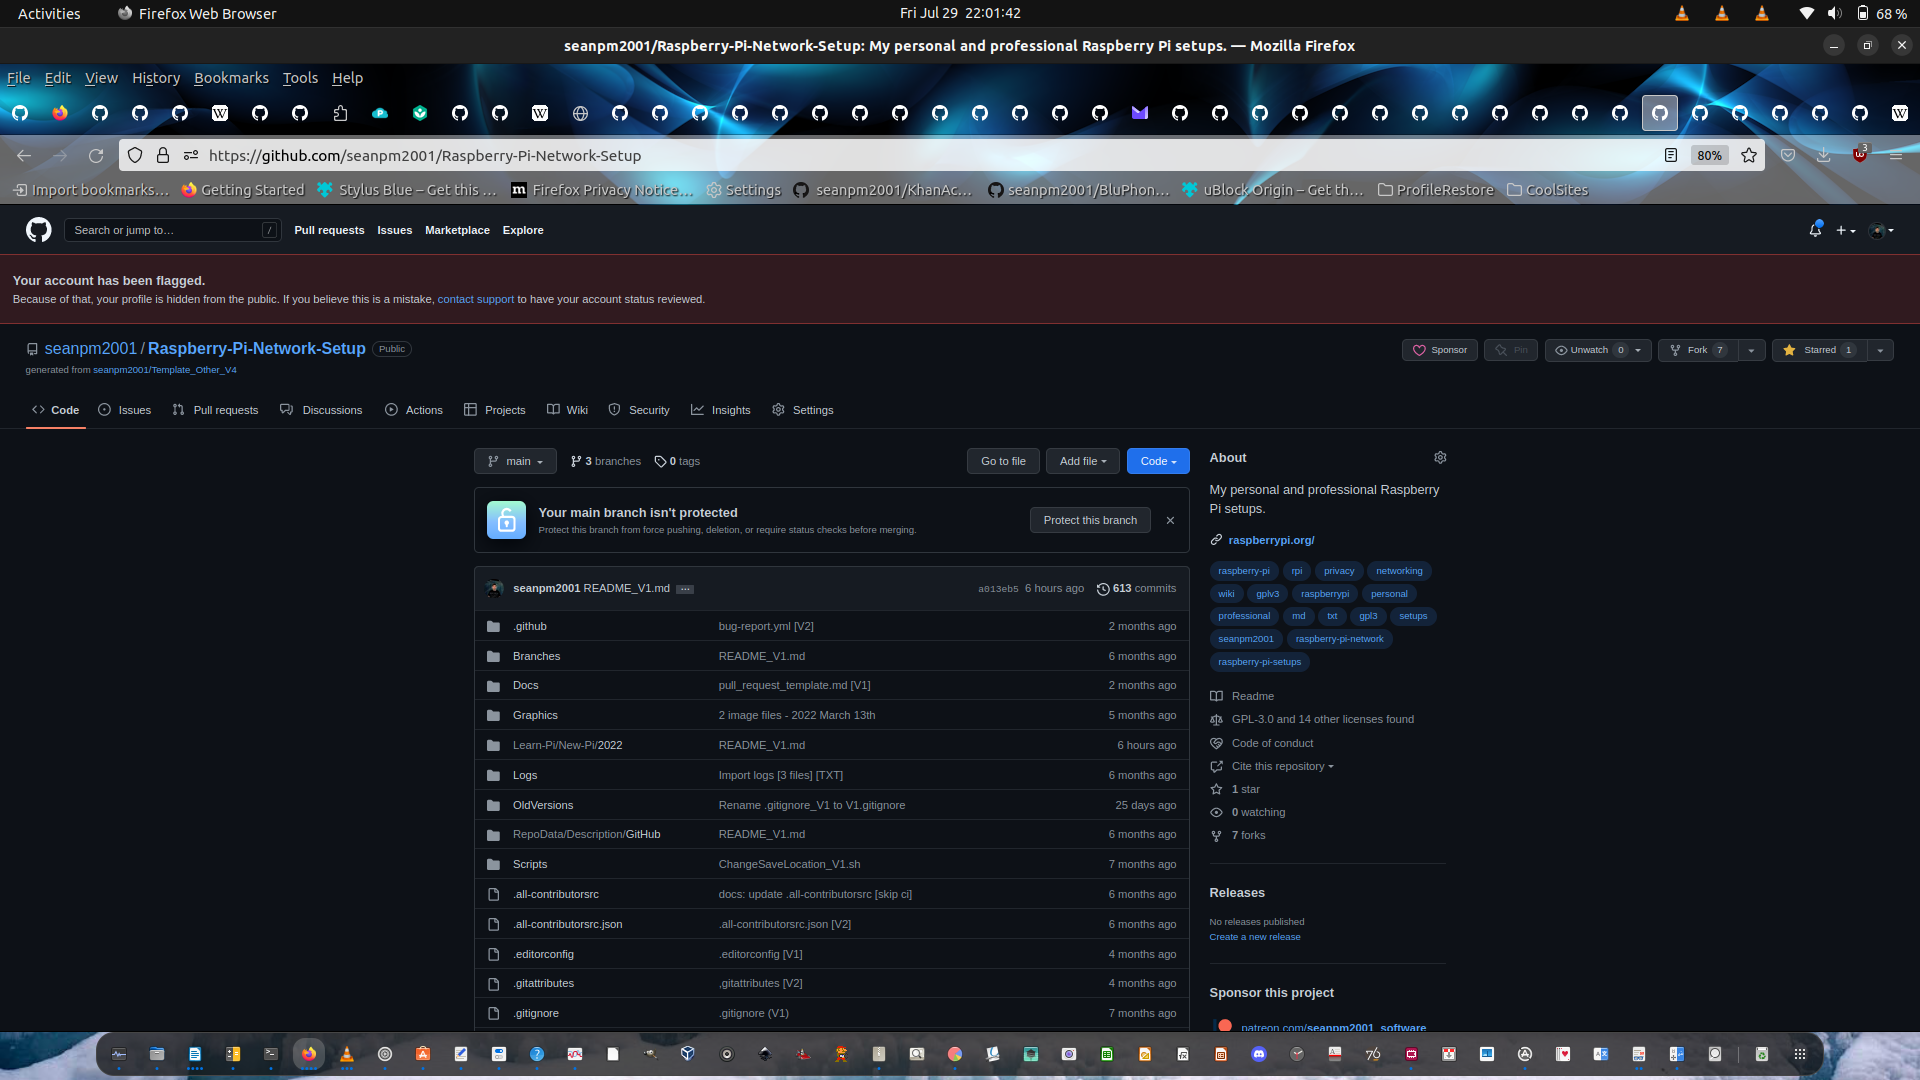 Activities
Firefox Web Browser
Fri Jul 29 22:01:42
68 %
seanpm2001/Raspberry-Pi-Network-Setup: My personal and professional Raspberry Pi setups. — Mozilla Firefox
File Edit View History Bookmarks Tools Help
https://github.com/seanpm2001/Raspberry-Pi-Network-Setup
80%
3
Import bookmarks…
Getting Started
Stylus Blue – Get this …
Firefox Privacy Notice…
Settings
seanpm2001/KhanAc…
seanpm2001/BluPhon…
uBlock Origin – Get th…
ProfileRestore
CoolSites
Search or jump to…
/
Pull requests
Issues
Marketplace
Explore
Your account has been flagged.
Because of that, your profile is hidden from the public. If you believe this is a mistake, contact support to have your account status reviewed.
seanpm2001 / Raspberry-Pi-Network-Setup
Public
Sponsor
Pin
Unwatch 0
Fork 7
Starred 1
generated from seanpm2001/Template_Other_V4
Code
Issues
Pull requests
Discussions
Actions
Projects
Wiki
Security
Insights
Settings
main
3 branches
0 tags
Go to file
Add file
Code
Your main branch isn't protected
Protect this branch from force pushing, deletion, or require status checks before merging.
Protect this branch
seanpm2001 README_V1.md …
a013eb5 6 hours ago
613 commits
.github bug-report.yml [V2] 2 months ago
Branches README_V1.md 6 months ago
Docs pull_request_template.md [V1] 2 months ago
Graphics 2 image files - 2022 March 13th 5 months ago
Learn-Pi/New-Pi/2022 README_V1.md 6 hours ago
Logs Import logs [3 files] [TXT] 6 months ago
OldVersions Rename .gitignore_V1 to V1.gitignore 25 days ago
RepoData/Description/GitHub README_V1.md 6 months ago
Scripts ChangeSaveLocation_V1.sh 7 months ago
.all-contributorsrc docs: update .all-contributorsrc [skip ci] 6 months ago
.all-contributorsrc.json .all-contributorsrc.json [V2] 6 months ago
.editorconfig .editorconfig [V1] 4 months ago
.gitattributes .gitattributes [V2] 4 months ago
.gitignore .gitignore (V1) 7 months ago
About
My personal and professional Raspberry
Pi setups.
raspberrypi.org/
raspberry-pi rpi privacy networking
wiki gplv3 raspberrypi personal
professional md txt gpl3 setups
seanpm2001 raspberry-pi-network
raspberry-pi-setups
Readme
GPL-3.0 and 14 other licenses found
Code of conduct
Cite this repository
1 star
0 watching
7 forks
Releases
No releases published
Create a new release
Sponsor this project
patreon.com/seanpm2001_software